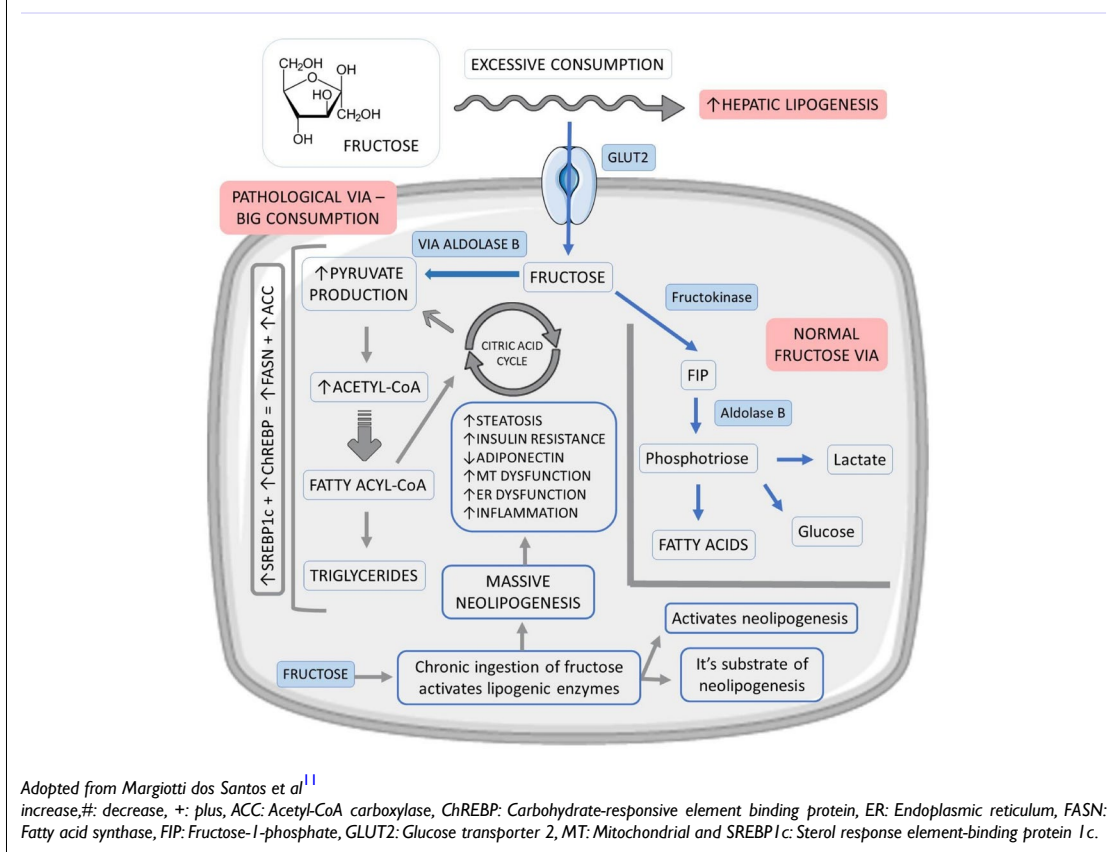 CH₂OH
O
OH
HO
CH₂OH
OH
FRUCTOSE
EXCESSIVE CONSUMPTION
↑HEPATIC LIPOGENESIS
GLUT2
PATHOLOGICAL VIA –
BIG CONSUMPTION
VIA ALDOLASE B
↑PYRUVATE
PRODUCTION
FRUCTOSE
Fructokinase
NORMAL
FRUCTOSE VIA
CITRIC ACID
CYCLE
FIP
↑ACETYL-CoA
Aldolase B
↑SREBP1c + ↑ChREBP = ↑FASN + ↑ACC
↑STEATOSIS
↑INSULIN RESISTANCE
↓ADIPONECTIN
↑MT DYSFUNCTION
↑ER DYSFUNCTION
↑INFLAMMATION
Phosphotriose
Lactate
FATTY ACYL-CoA
Glucose
FATTY ACIDS
TRIGLYCERIDES
MASSIVE
NEOLIPOGENESIS
Activates neolipogenesis
FRUCTOSE
Chronic ingestion of fructose
activates lipogenic enzymes
It's substrate of
neolipogenesis
Adopted from Margiotti dos Santos et al11
increase,#: decrease, +: plus, ACC: Acetyl-CoA carboxylase, ChREBP: Carbohydrate-responsive element binding protein, ER: Endoplasmic reticulum, FASN:
Fatty acid synthase, FIP: Fructose-1-phosphate, GLUT2: Glucose transporter 2, MT: Mitochondrial and SREBP1c: Sterol response element-binding protein 1c.